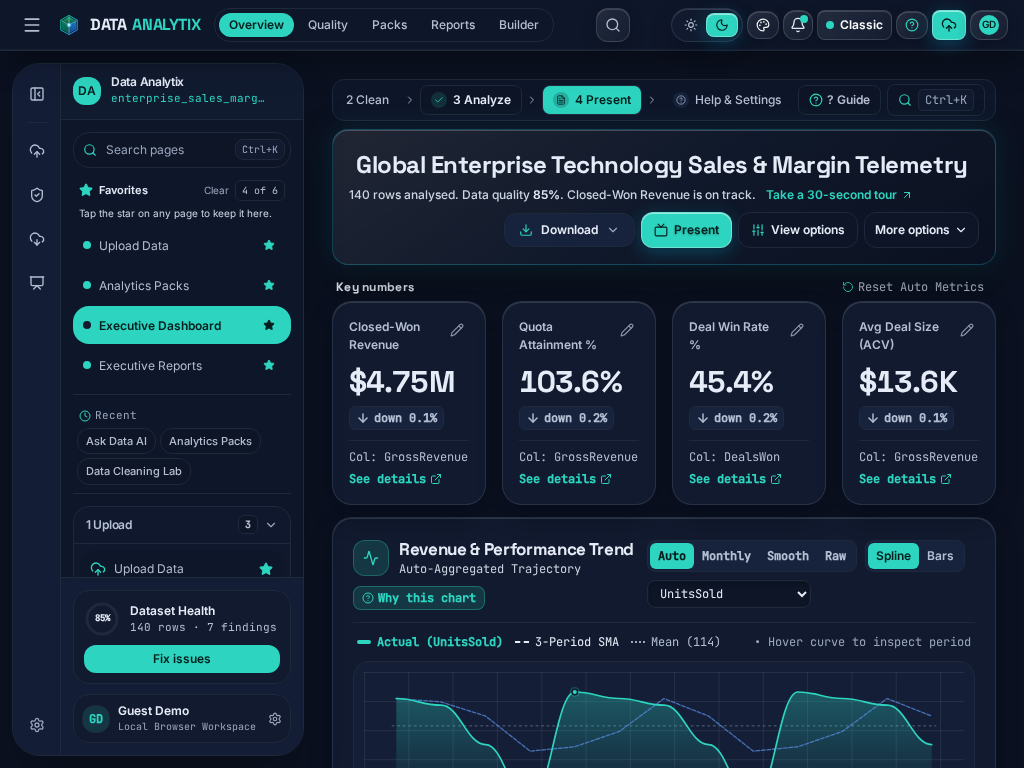 DATA ANALYTIX
Overview
Quality
Packs
Reports
Builder
Classic
GD
DA
Data Analytix
enterprise_sales_marg…
Search pages
Ctrl+K
Favorites
Clear
4 of 6
Tap the star on any page to keep it here.
Upload Data
Analytics Packs
Executive Dashboard
Executive Reports
Recent
Ask Data AI
Analytics Packs
Data Cleaning Lab
1 Upload
3
Upload Data
85%
Dataset Health
140 rows · 7 findings
Fix issues
GD
Guest Demo
Local Browser Workspace
2 Clean
3 Analyze
4 Present
Help & Settings
? Guide
Ctrl+K
Global Enterprise Technology Sales & Margin Telemetry
140 rows analysed. Data quality 85%. Closed-Won Revenue is on track. Take a 30-second tour ↗
Download
Present
View options
More options
Key numbers
Reset Auto Metrics
Closed-Won Revenue
$4.75M
↓ down 0.1%
Col: GrossRevenue
See details
Quota Attainment %
103.6%
↓ down 0.2%
Col: GrossRevenue
See details
Deal Win Rate %
45.4%
↓ down 0.2%
Col: DealsWon
See details
Avg Deal Size (ACV)
$13.6K
↓ down 0.1%
Col: GrossRevenue
See details
Revenue & Performance Trend
Auto-Aggregated Trajectory
Why this chart
Auto
Monthly
Smooth
Raw
Spline
Bars
UnitsSold
Actual (UnitsSold)
3-Period SMA
Mean (114)
• Hover curve to inspect period